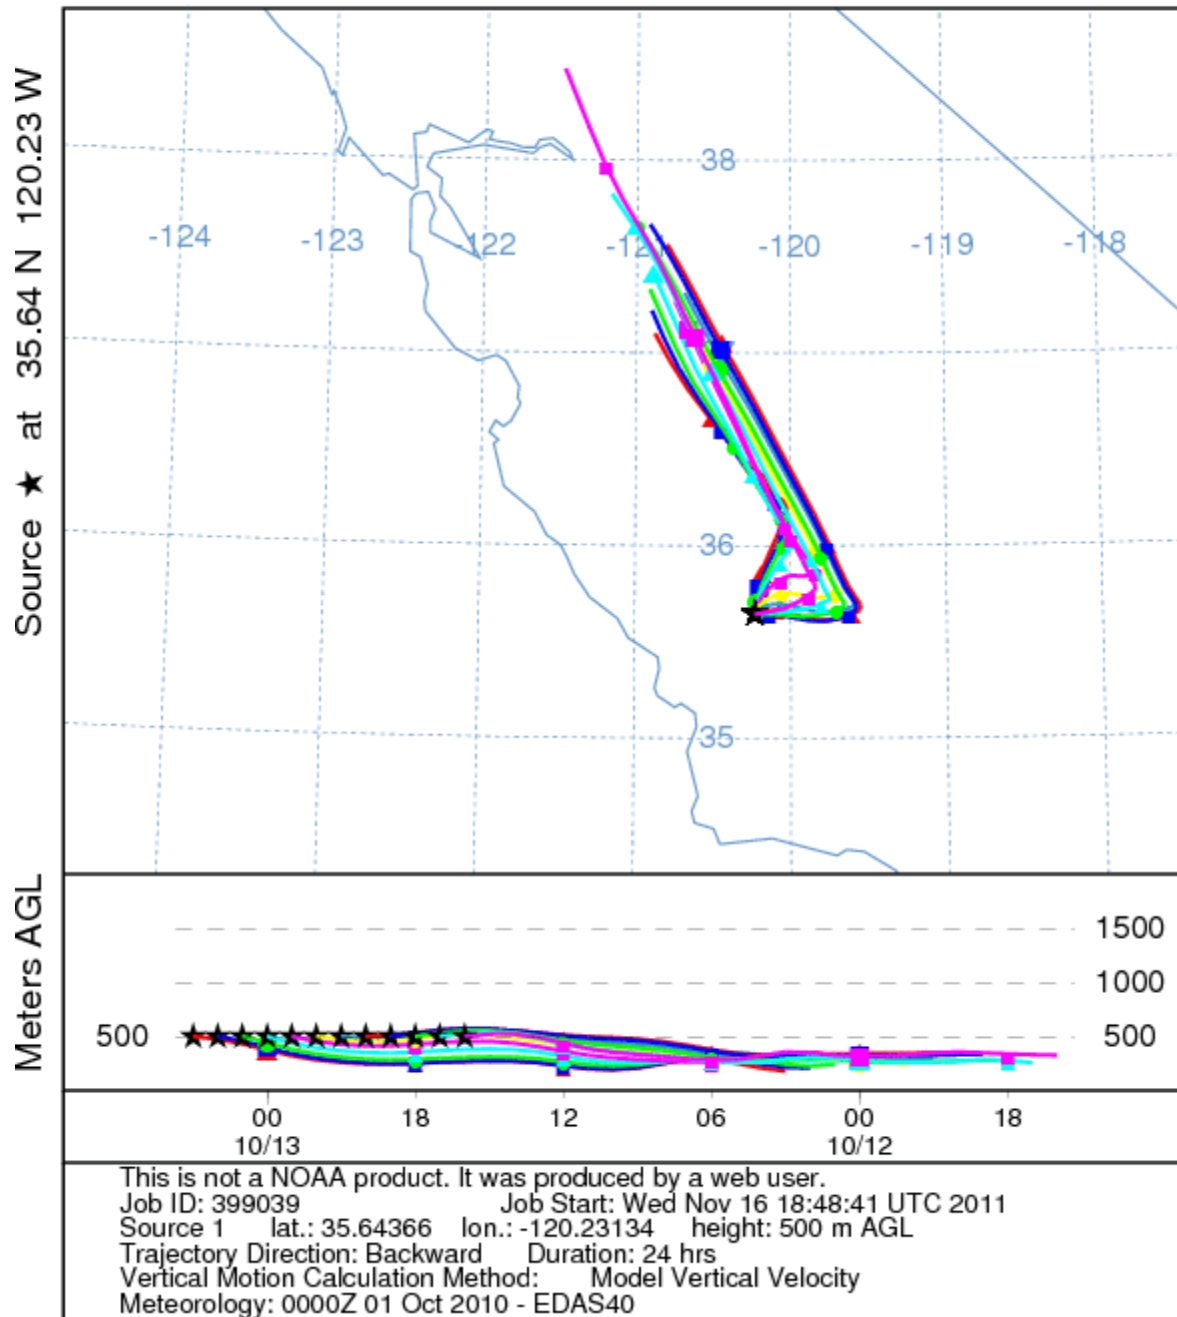 Source ★ at 35.64 N 120.23 W
38
-124
-123
-122
-120
-119
-118
36
35
Meters AGL
1500
1000
500
500
00
18
12
06
00
18
10/13
10/12
This is not a NOAA product. It was produced by a web user.
Job ID: 399039 Job Start: Wed Nov 16 18:48:41 UTC 2011
Source 1 lat.: 35.64366 lon.: -120.23134 height: 500 m AGL
Trajectory Direction: Backward Duration: 24 hrs
Vertical Motion Calculation Method: Model Vertical Velocity
Meteorology: 0000Z 01 Oct 2010 - EDAS40